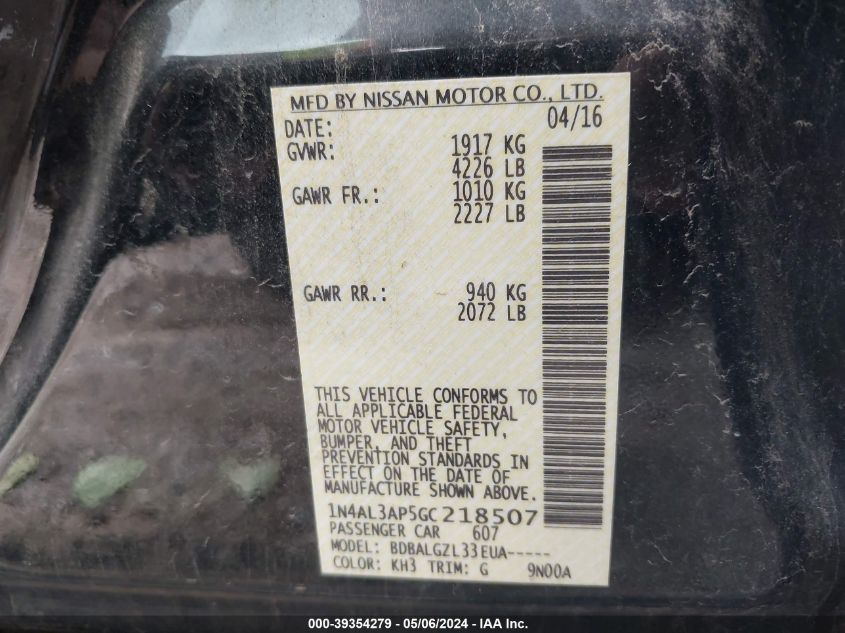 MFD BY NISSAN MOTOR CO., LTD.
DATE: 04/16
GVWR: 1917 KG
4226 LB
GAWR FR.: 1010 KG
2227 LB
GAWR RR.: 940 KG
2072 LB
THIS VEHICLE CONFORMS TO
ALL APPLICABLE FEDERAL
MOTOR VEHICLE SAFETY,
BUMPER, AND THEFT
PREVENTION STANDARDS IN
EFFECT ON THE DATE OF
MANUFACTURE SHOWN ABOVE.
1N4AL3AP5GC218507
PASSENGER CAR 607
MODEL: BDBALGZL33EUA-----
COLOR: KH3 TRIM: G 9N00A
000-39354279 - 05/06/2024 - IAA Inc.